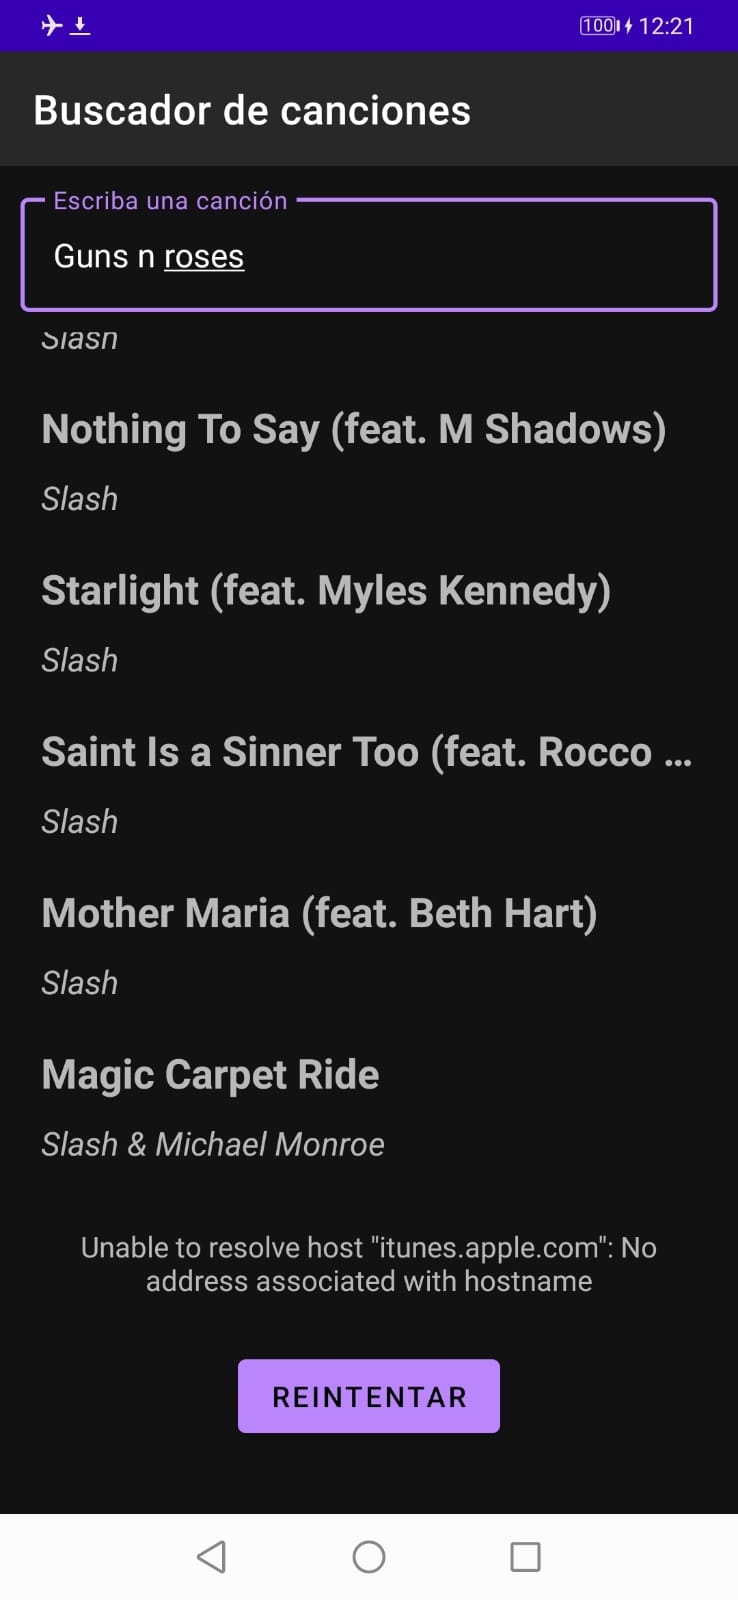 100 12:21
Buscador de canciones
Escriba una canción
Guns n roses
Slash
Nothing To Say (feat. M Shadows)
Slash
Starlight (feat. Myles Kennedy)
Slash
Saint Is a Sinner Too (feat. Rocco ...
Slash
Mother Maria (feat. Beth Hart)
Slash
Magic Carpet Ride
Slash & Michael Monroe
Unable to resolve host "itunes.apple.com": No
address associated with hostname
REINTENTAR